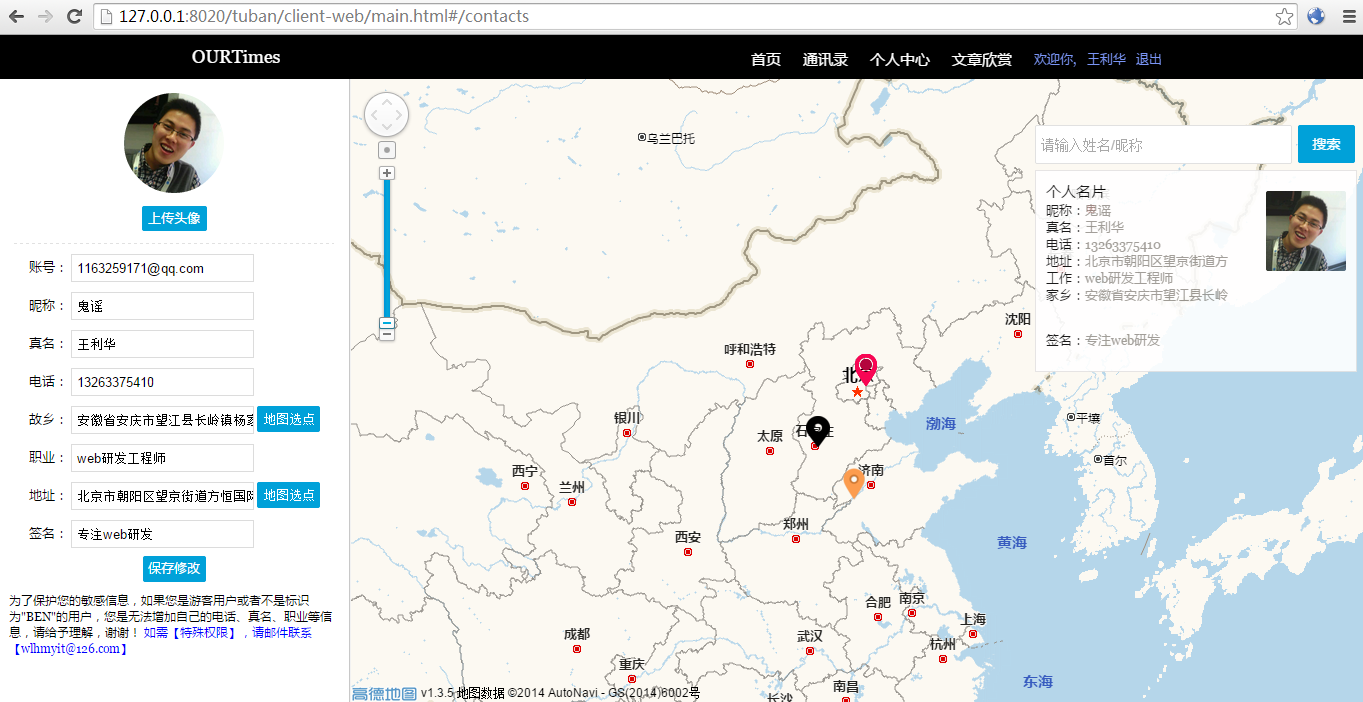 127.0.0.1:8020/tuban/client-web/main.html#/contacts
OURTimes
首页 通讯录 个人中心 文章欣赏 欢迎你, 王利华 退出
上传头像
账号： 1163259171@qq.com
昵称： 鬼谣
真名： 王利华
电话： 13263375410
故乡： 安徽省安庆市望江县长岭镇杨家 地图选点
职业： web研发工程师
地址： 北京市朝阳区望京街道方恒国际 地图选点
签名： 专注web研发
保存修改
为了保护您的敏感信息，如果您是游客用户或者不是标识
为"BEN"的用户，您是无法增加自己的电话、真名、职业等信
息，请给予理解，谢谢！ 如需【特殊权限】，请邮件联系
【wlhmyit@126.com】
请输入姓名/昵称 搜索
个人名片
昵称：鬼谣
真名：王利华
电话：13263375410
地址：北京市朝阳区望京街道方
工作：web研发工程师
家乡：安徽省安庆市望江县长岭
签名：专注web研发
乌兰巴托
沈阳
呼和浩特
北
平壤
银川
渤海
太原
石
首尔
西宁
济南
兰州
郑州
西安
黄海
合肥
南京
上海
成都
武汉
杭州
重庆
东海
南昌
长沙
高德地图 v1.3.5 地图数据 ©2014 AutoNavi - GS(2014)6002号